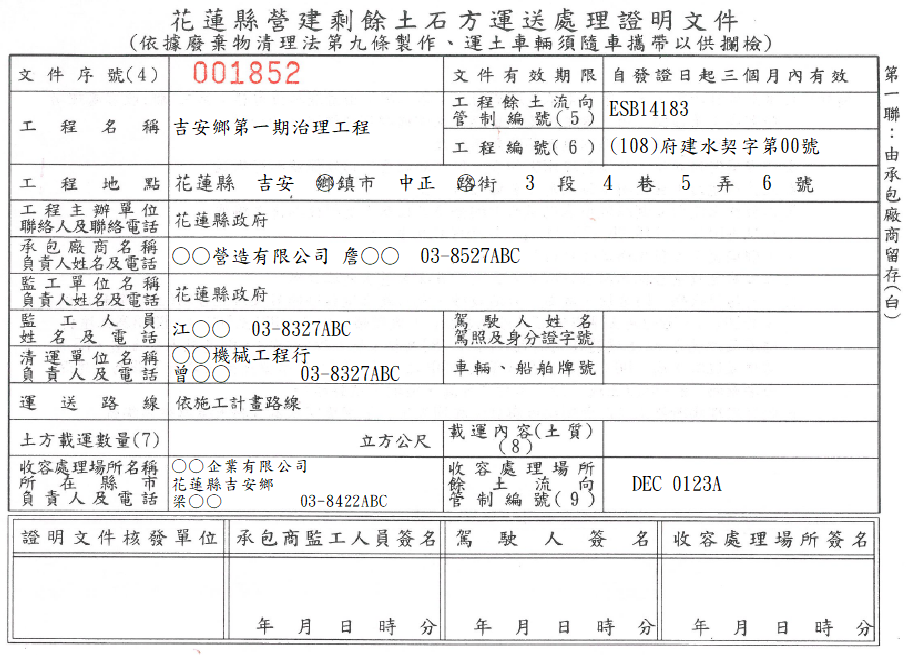 花蓮縣營建剩餘土石方運送處理證明文件
(依據廢棄物清理法第九條製作、運土車輛須隨車攜帶以供攔檢)
文件序號(4) 001852 文件有效期限 自發證日起三個月內有效
工程名稱 吉安鄉第一期治理工程
工程餘土流向
管制編號(5) ESB14183
工程編號(6) (108)府建水契字第00號
工程地點 花蓮縣 吉安 鄉鎮市 中正 路街 3 段 4 巷 5 弄 6 號
工程主辦單位
聯絡人及聯絡電話 花蓮縣政府
承包廠商名稱
負責人姓名及電話 ○○營造有限公司 詹○○ 03-8527ABC
監工單位名稱
負責人姓名及電話 花蓮縣政府
監工人員
姓名及電話 江○○ 03-8327ABC
駕駛人姓名
駕照及身分證字號
清運單位名稱 ○○機械工程行
負責人及電話 曾○○ 03-8327ABC
車輛、船舶牌號
運送路線 依施工計畫路線
土方載運數量(7) 立方公尺
載運內容(土質)
(8)
收容處理場所名稱 ○○企業有限公司
所在縣市 花蓮縣吉安鄉
負責人及電話 梁○○ 03-8422ABC
收容處理場所
餘土流向
管制編號(9) DEC 0123A
證明文件核發單位 承包商監工人員簽名 駕駛人簽名 收容處理場所簽名
年月日時分 年月日時分 年月日時分
第一聯：由承包廠商留存(白)